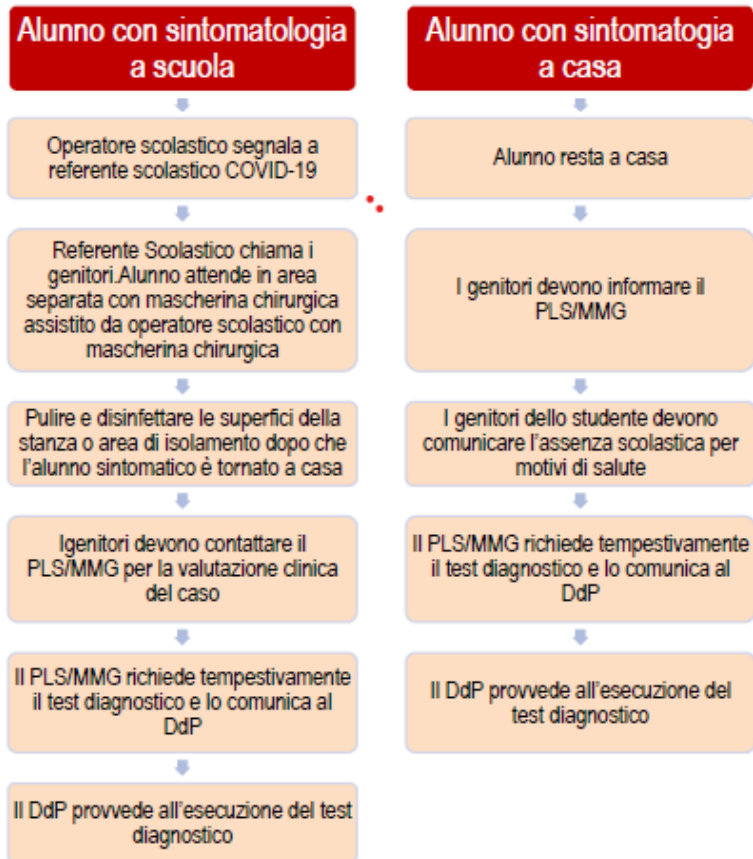 Alunno con sintomatologia
a scuola
Operatore scolastico segnala a
referente scolastico COVID-19
Referente Scolastico chiama i
genitori.Alunno attende in area
separata con mascherina chirurgica
assistito da operatore scolastico con
mascherina chirurgica
Pulire e disinfettare le superfici della
stanza o area di isolamento dopo che
l'alunno sintomatico è tornato a casa
Igenitori devono contattare il
PLS/MMG per la valutazione clinica
del caso
Il PLS/MMG richiede tempestivamente
il test diagnostico e lo comunica al
DdP
Il DdP provvede all'esecuzione del test
diagnostico
Alunno con sintomatogia
a casa
Alunno resta a casa
I genitori devono informare il
PLS/MMG
I genitori dello studente devono
comunicare l'assenza scolastica per
motivi di salute
Il PLS/MMG richiede tempestivamente
il test diagnostico e lo comunica al
DdP
Il DdP provvede all'esecuzione del
test diagnostico